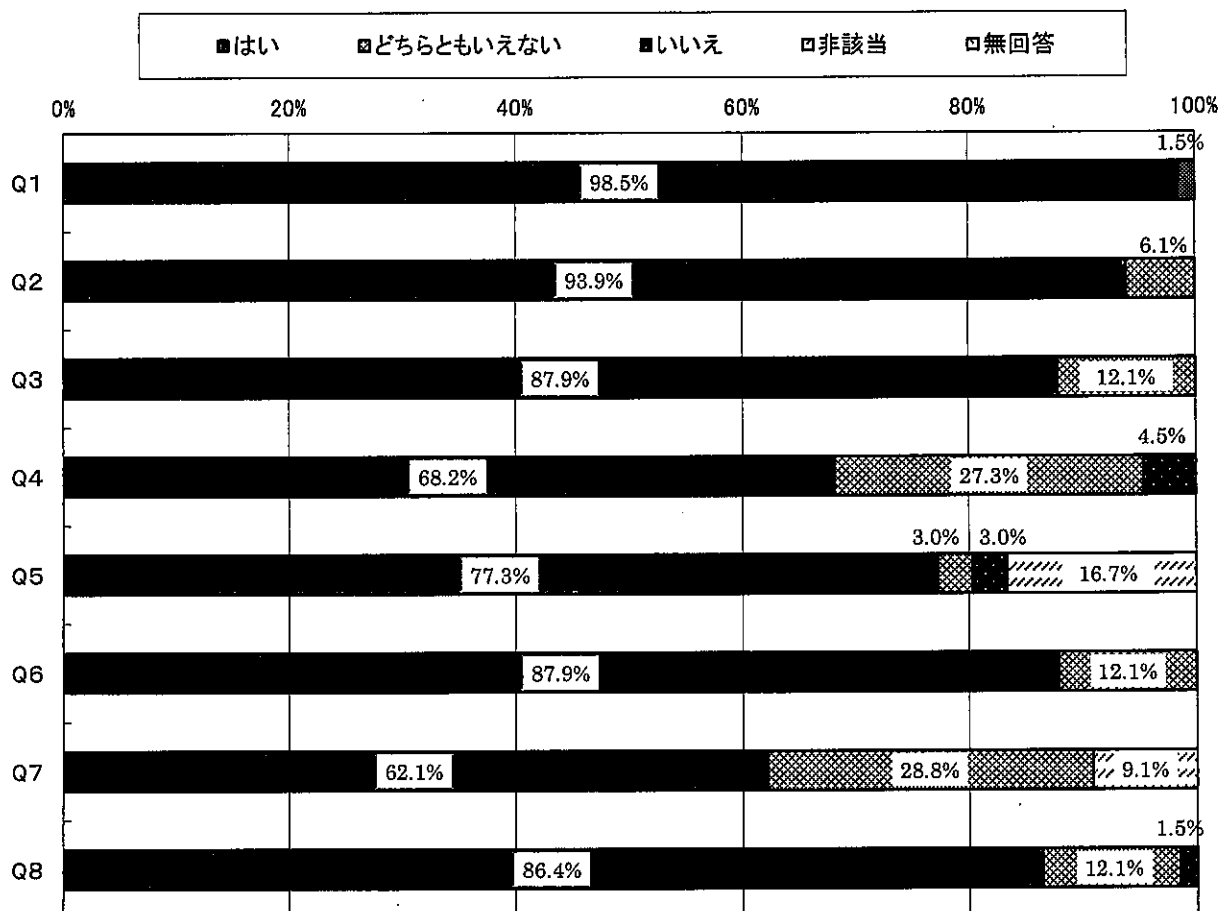 ■はい ▩どちらともいえない ■いいえ ▨非該当 □無回答
0% 20% 40% 60% 80% 100%
1.5%
Q1 98.5%
6.1%
Q2 93.9%
Q3 87.9% 12.1%
4.5%
Q4 68.2% 27.3%
3.0% 3.0%
Q5 77.3% 16.7%
Q6 87.9% 12.1%
Q7 62.1% 28.8% 9.1%
1.5%
Q8 86.4% 12.1%